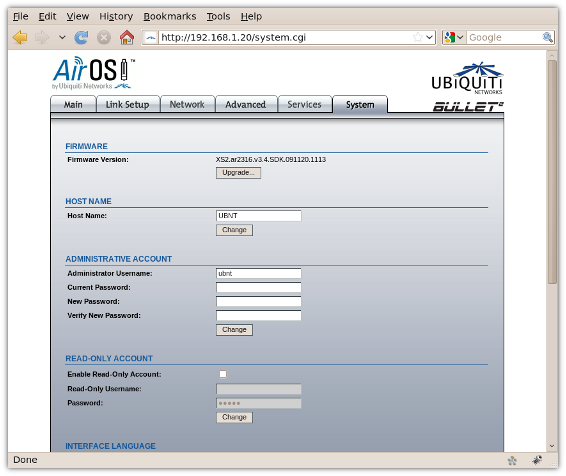 File Edit View History Bookmarks Tools Help
http://192.168.1.20/system.cgi Google
AirOS ™
by Ubiquiti Networks
UBIQUITI
NETWORKS
Main Link Setup Network Advanced Services System
BULLET2
FIRMWARE
Firmware Version: XS2.ar2316.v3.4.SDK.091120.1113
Upgrade...
HOST NAME
Host Name: UBNT
Change
ADMINISTRATIVE ACCOUNT
Administrator Username: ubnt
Current Password:
New Password:
Verify New Password:
Change
READ-ONLY ACCOUNT
Enable Read-Only Account:
Read-Only Username:
Password: •••••
Change
INTERFACE LANGUAGE
Done